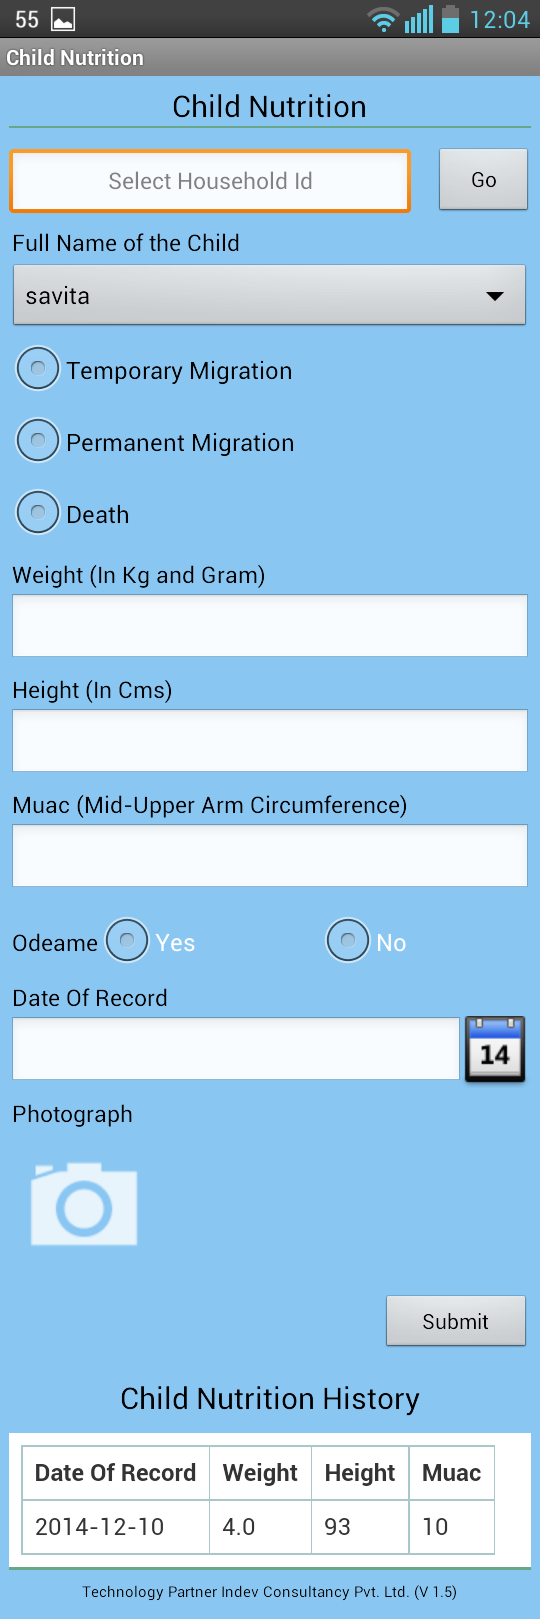 55 12:04
Child Nutrition
Child Nutrition
Select Household Id Go
Full Name of the Child
savita
Temporary Migration
Permanent Migration
Death
Weight (In Kg and Gram)
Height (In Cms)
Muac (Mid-Upper Arm Circumference)
Odeame Yes No
Date Of Record
14
Photograph
Submit
Child Nutrition History
Date Of Record Weight Height Muac
2014-12-10 4.0 93 10
Technology Partner Indev Consultancy Pvt. Ltd. (V 1.5)